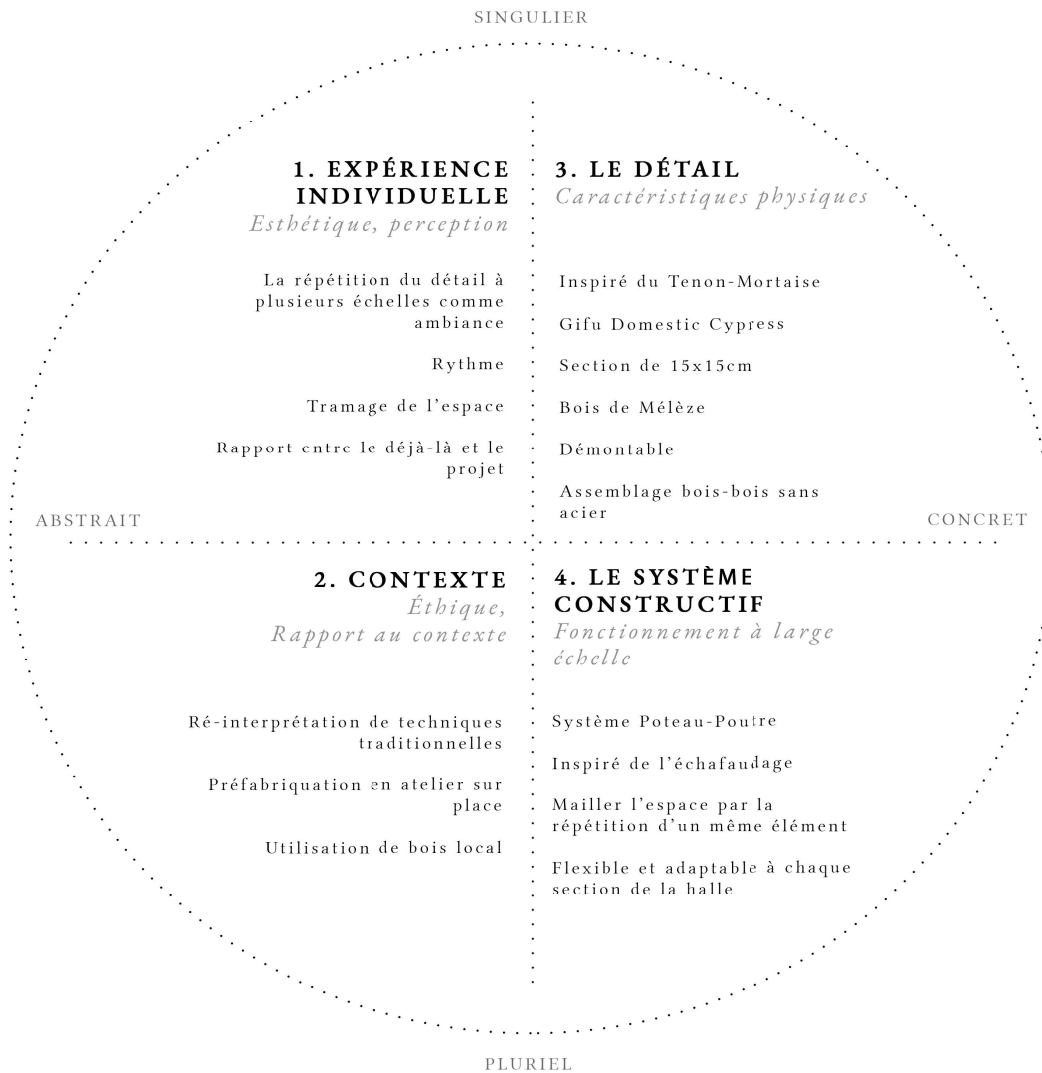 SINGULIER
1. EXPÉRIENCE
INDIVIDUELLE
Esthétique, perception
La répétition du détail à
plusieurs échelles comme
ambiance
Rythme
Tramage de l'espace
Rapport entre le déjà-là et le
projet
3. LE DÉTAIL
Caractéristiques physiques
Inspiré du Tenon-Mortaise
Gifu Domestic Cypress
Section de 15x15cm
Bois de Mélèze
Démontable
Assemblage bois-bois sans
acier
ABSTRAIT
CONCRET
2. CONTEXTE
Éthique,
Rapport au contexte
Ré-interprétation de techniques
traditionnelles
Préfabriquation en atelier sur
place
Utilisation de bois local
4. LE SYSTÈME
CONSTRUCTIF
Fonctionnement à large
échelle
Système Poteau-Poutre
Inspiré de l'échafaudage
Mailler l'espace par la
répétition d'un même élément
Flexible et adaptable à chaque
section de la halle
PLURIEL